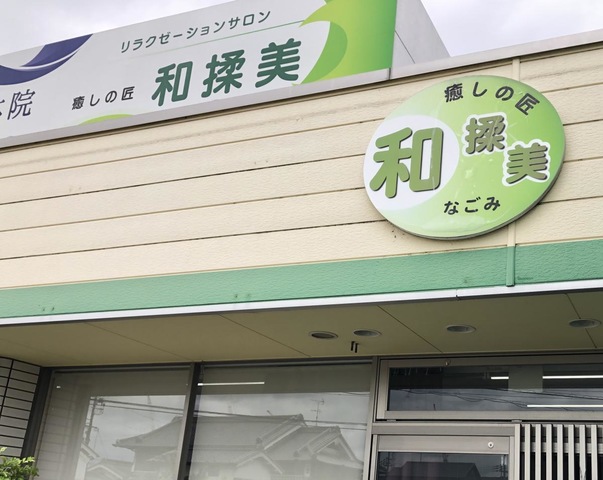 リラクゼーションサロン
癒しの匠 和揉美
院
癒しの匠
和揉美
なごみ